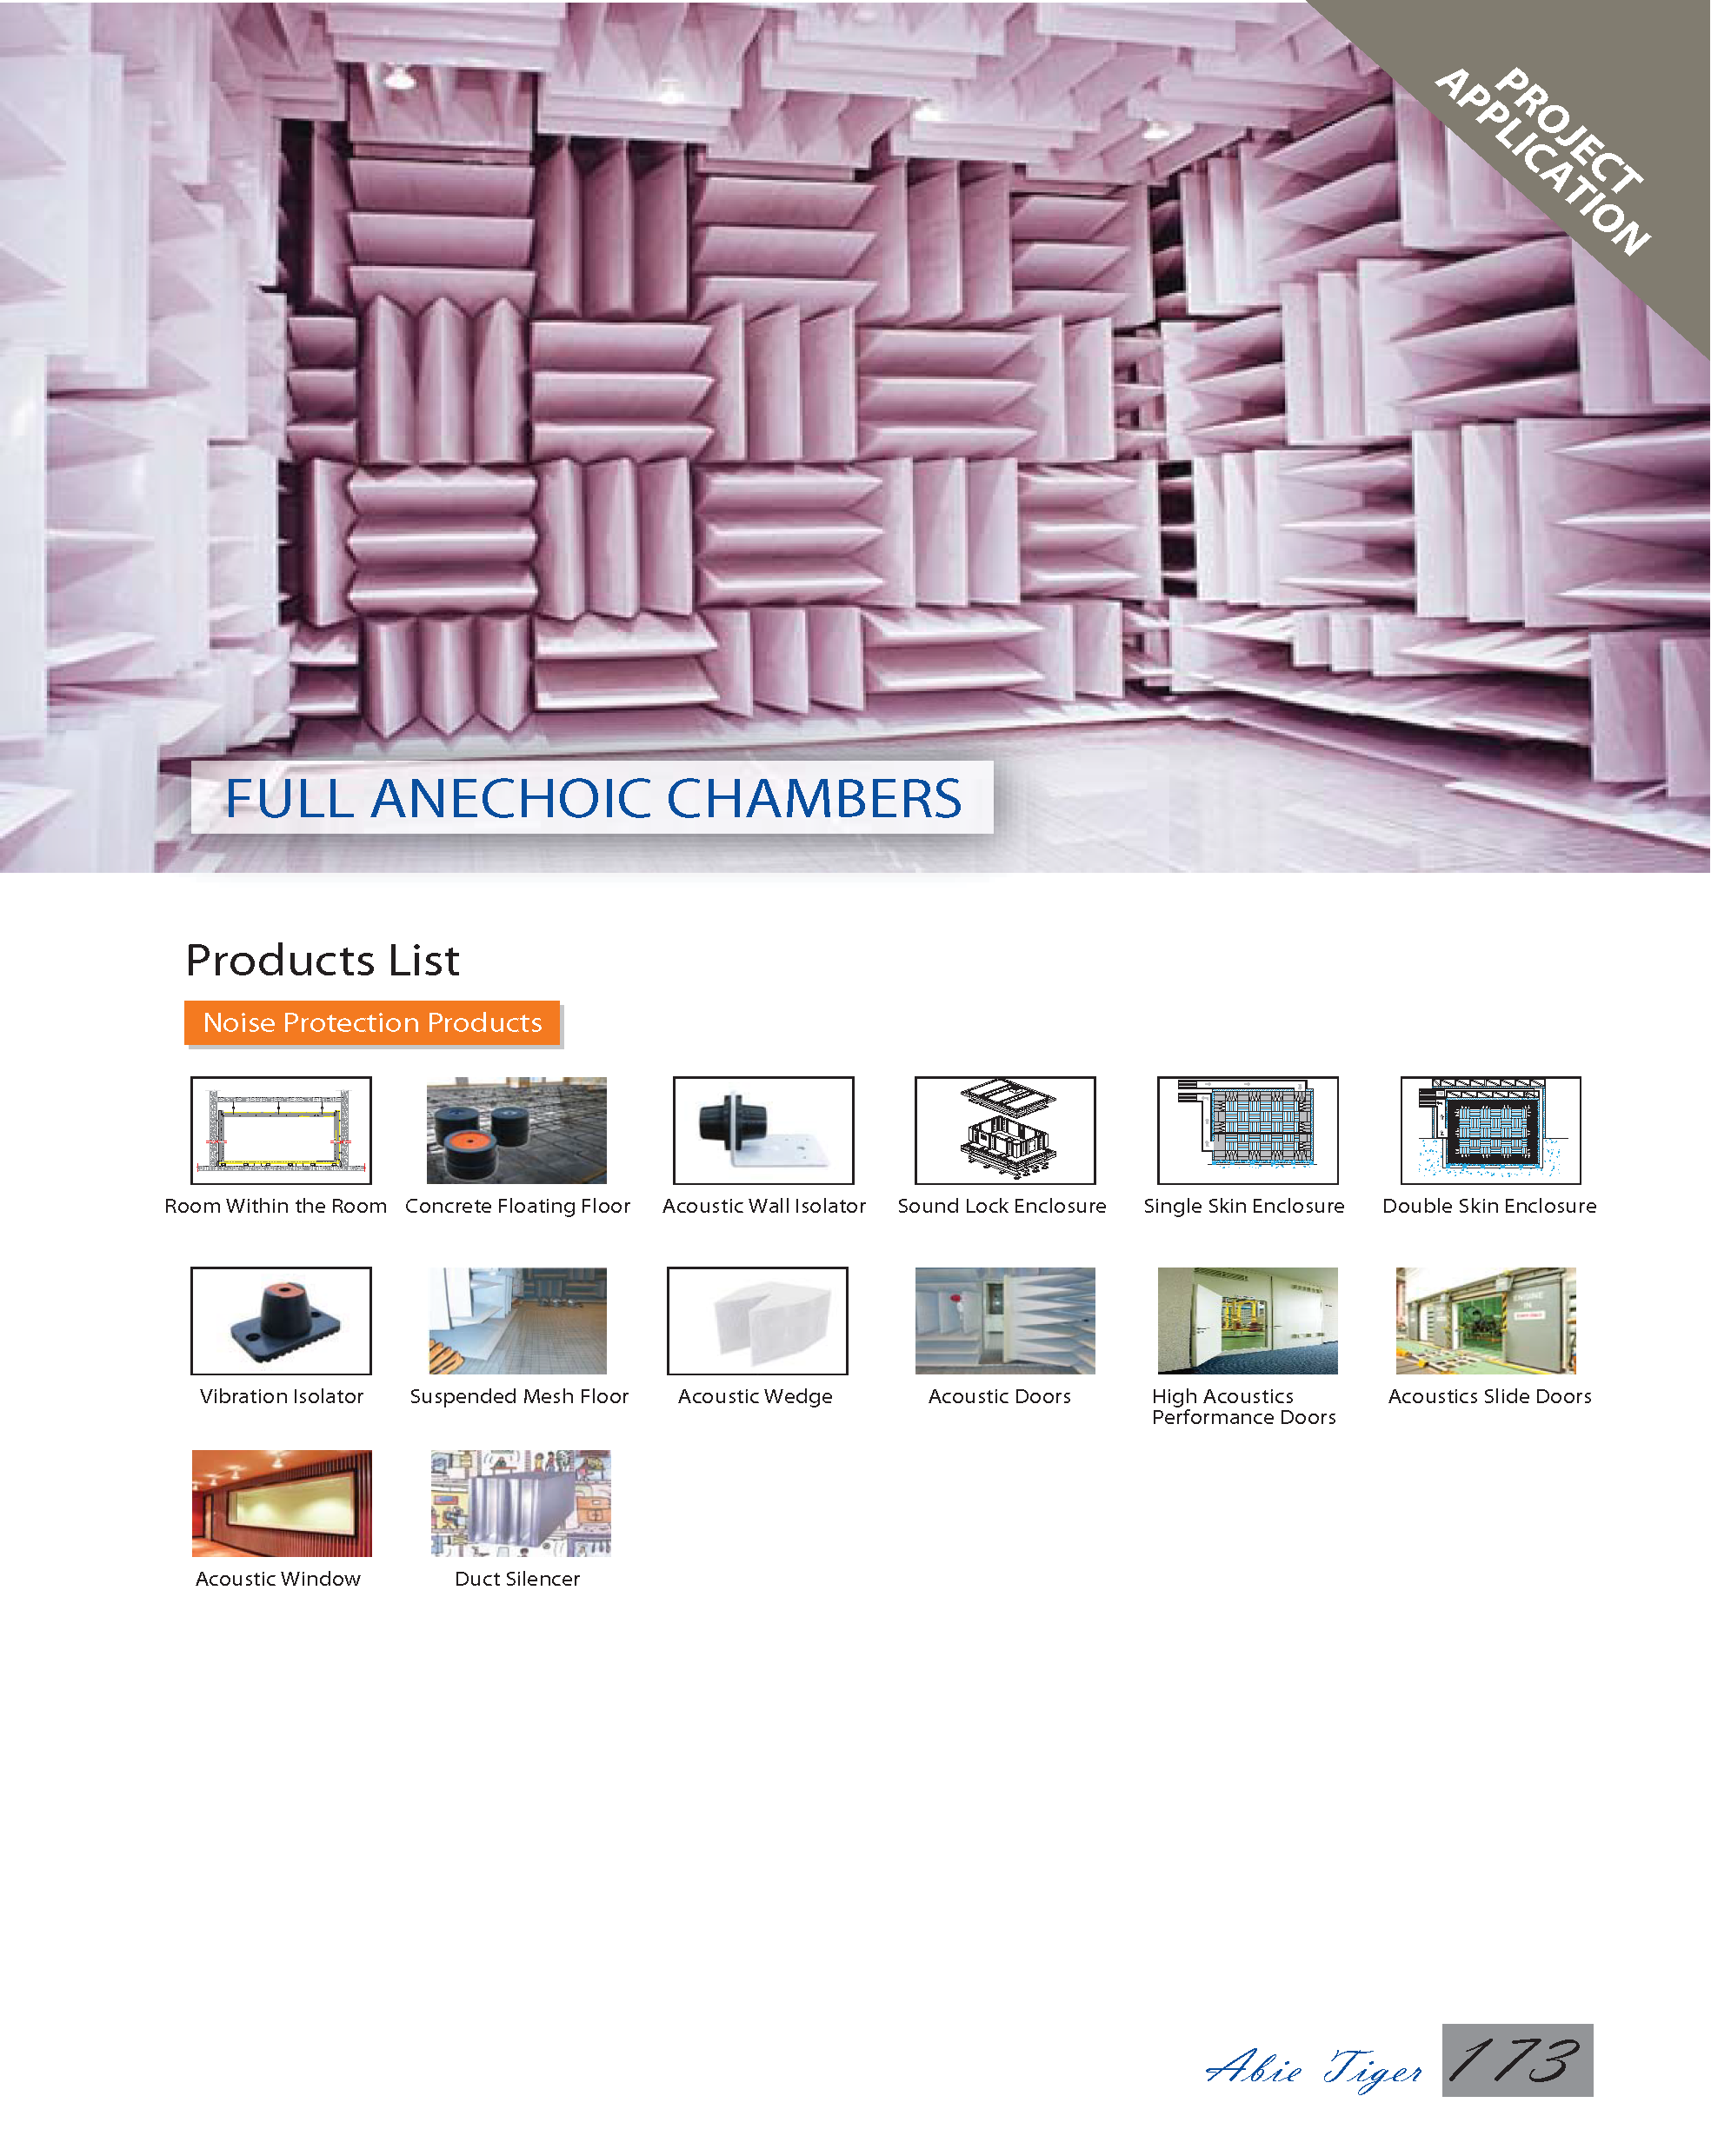 PROJECT
APPLICATION
FULL ANECHOIC CHAMBERS
Products List
Noise Protection Products
Room Within the Room
Concrete Floating Floor
Acoustic Wall Isolator
Sound Lock Enclosure
Single Skin Enclosure
Double Skin Enclosure
ENGINE
IN
Vibration Isolator
Suspended Mesh Floor
Acoustic Wedge
Acoustic Doors
High Acoustics
Performance Doors
Acoustics Slide Doors
Acoustic Window
Duct Silencer
Abie Tiger 173